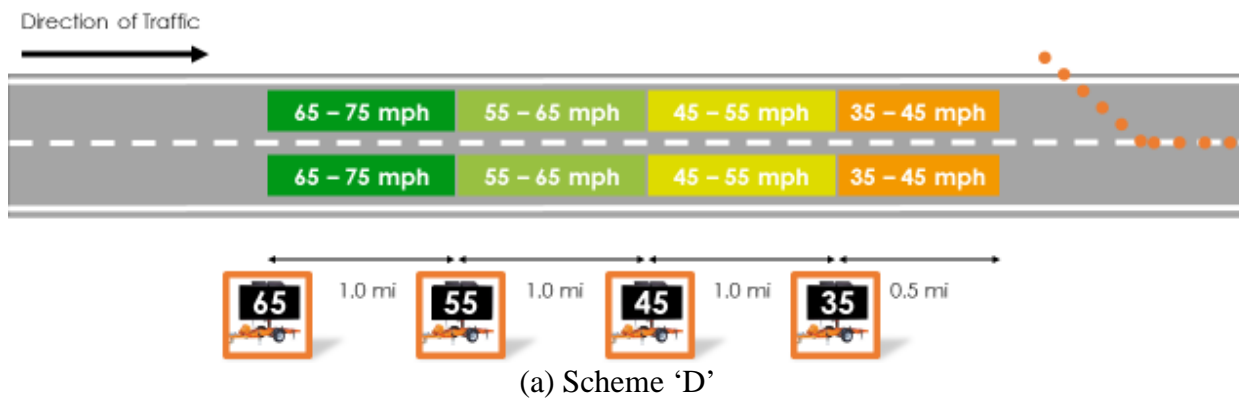 Direction of Traffic
65 – 75 mph 55 – 65 mph 45 – 55 mph 35 – 45 mph
65 – 75 mph 55 – 65 mph 45 – 55 mph 35 – 45 mph
65 1.0 mi 55 1.0 mi 45 1.0 mi 35 0.5 mi
(a) Scheme ‘D’